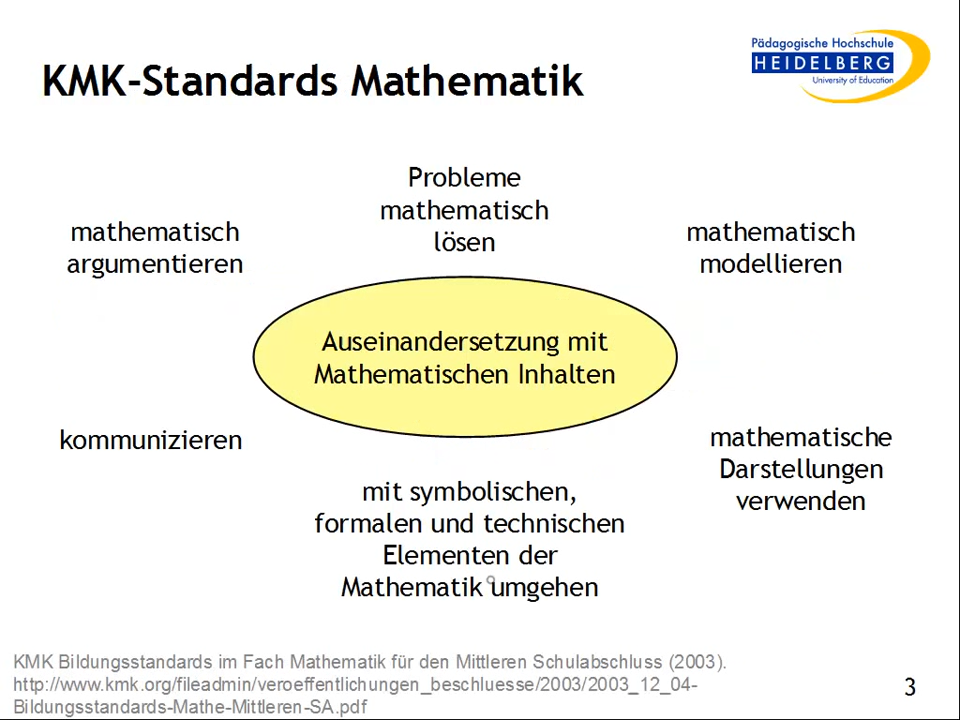 KMK-Standards Mathematik
Pädagogische Hochschule
HEIDELBERG
University of Education
Probleme
mathematisch
lösen
mathematisch
argumentieren
mathematisch
modellieren
Auseinandersetzung mit
Mathematischen Inhalten
kommunizieren
mathematische
Darstellungen
verwenden
mit symbolischen,
formalen und technischen
Elementen der
Mathematik umgehen
KMK Bildungsstandards im Fach Mathematik für den Mittleren Schulabschluss (2003).
http://www.kmk.org/fileadmin/veroeffentlichungen_beschluesse/2003/2003_12_04-
Bildungsstandards-Mathe-Mittleren-SA.pdf
3